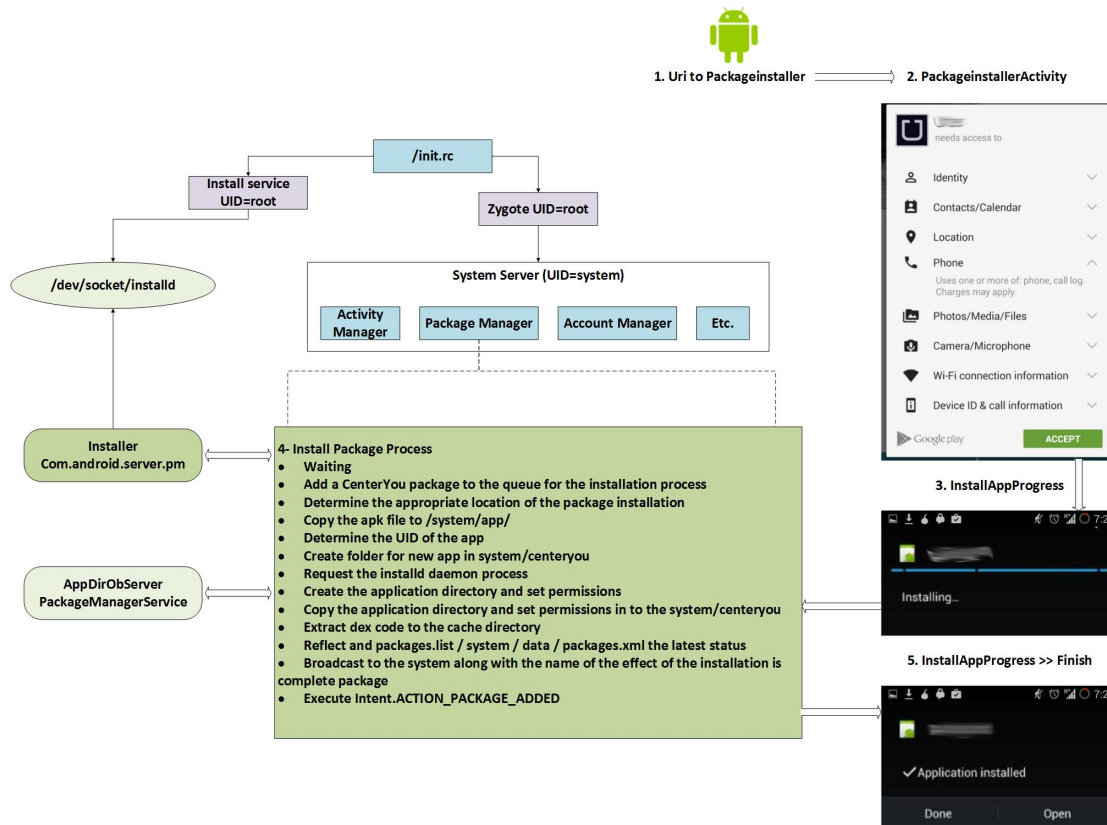 1. Uri to Packageinstaller
2. PackageinstallerActivity
needs access to
Identity
Contacts/Calendar
Location
Phone
Uses one or more of: phone, call log.
Charges may apply.
Photos/Media/Files
Camera/Microphone
Wi-Fi connection information
Device ID & call information
Google play
ACCEPT
/init.rc
Install service
UID=root
Zygote UID=root
/dev/socket/installd
System Server (UID=system)
Activity
Manager
Package Manager
Account Manager
Etc.
Installer
Com.android.server.pm
AppDirObServer
PackageManagerService
4- Install Package Process
● Waiting
● Add a CenterYou package to the queue for the installation process
● Determine the appropriate location of the package installation
● Copy the apk file to /system/app/
● Determine the UID of the app
● Create folder for new app in system/centeryou
● Request the installd daemon process
● Create the application directory and set permissions
● Copy the application directory and set permissions in to the system/centeryou
● Extract dex code to the cache directory
● Reflect and packages.list / system / data / packages.xml the latest status
● Broadcast to the system along with the name of the effect of the installation is
complete package
● Execute Intent.ACTION_PACKAGE_ADDED
3. InstallAppProgress
7:2
Installing...
5. InstallAppProgress >> Finish
7:2
Application installed
Done
Open